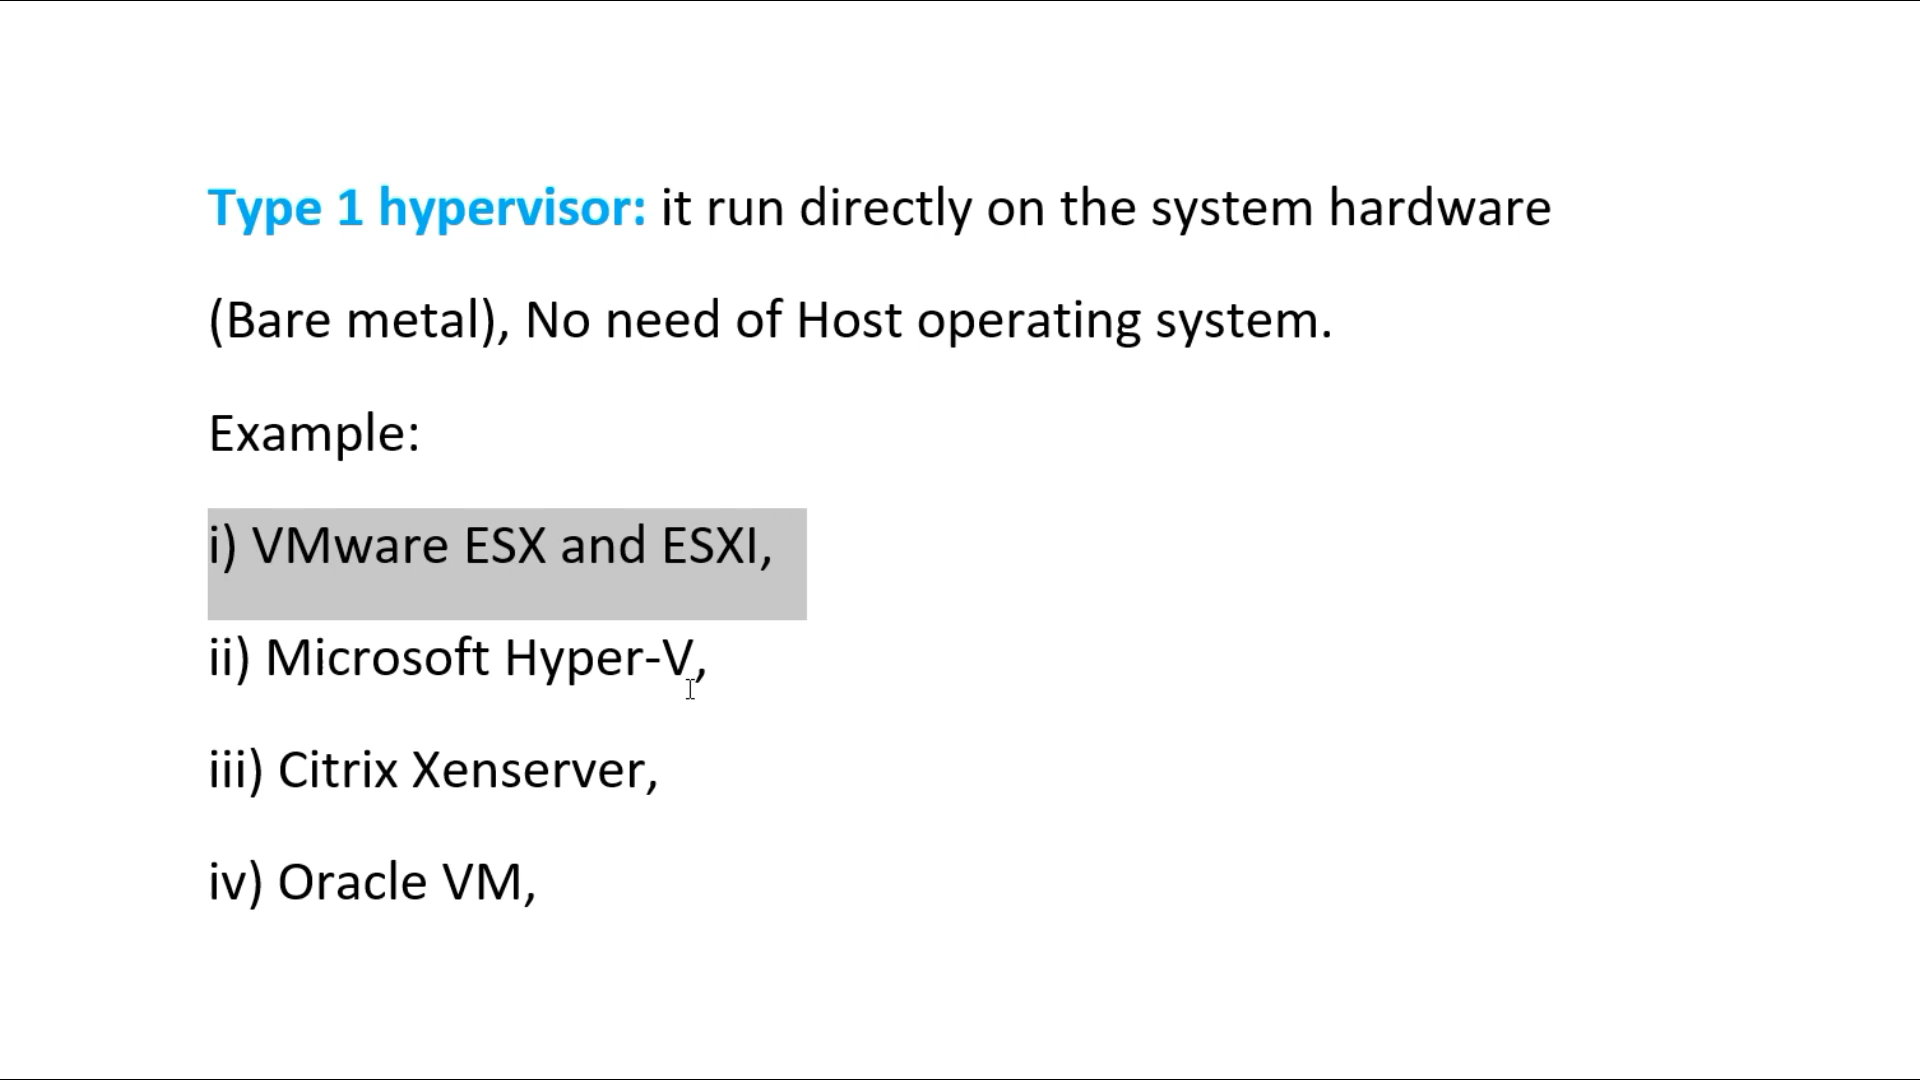 Type 1 hypervisor: it run directly on the system hardware
(Bare metal), No need of Host operating system.
Example:
i) VMware ESX and ESXI,
ii) Microsoft Hyper-V,
iii) Citrix Xenserver,
iv) Oracle VM,